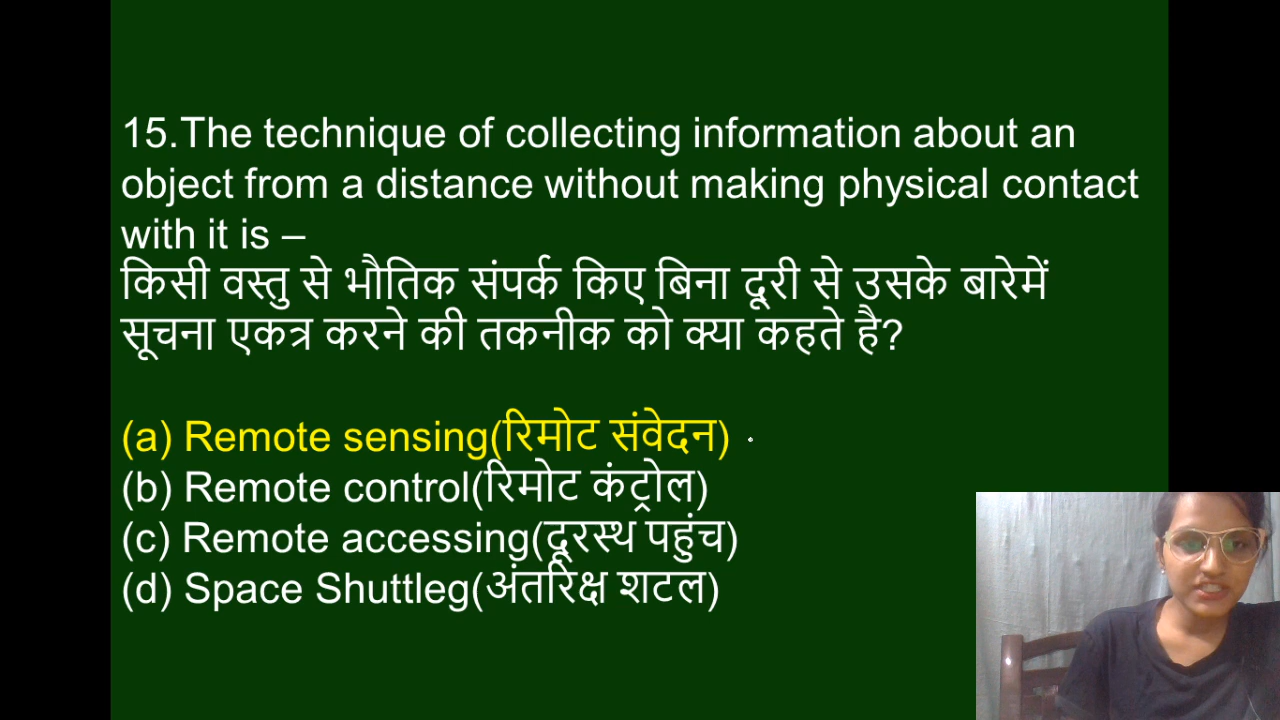 15.The technique of collecting information about an
object from a distance without making physical contact
with it is –
किसी वस्तु से भौतिक संपर्क किए बिना दूरी से उसके बारेमें
सूचना एकत्र करने की तकनीक को क्या कहते है?
(a) Remote sensing(रिमोट संवेदन)
(b) Remote control(रिमोट कंट्रोल)
(c) Remote accessing(दूरस्थ पहुंच)
(d) Space Shuttleg(अंतरिक्ष शटल)